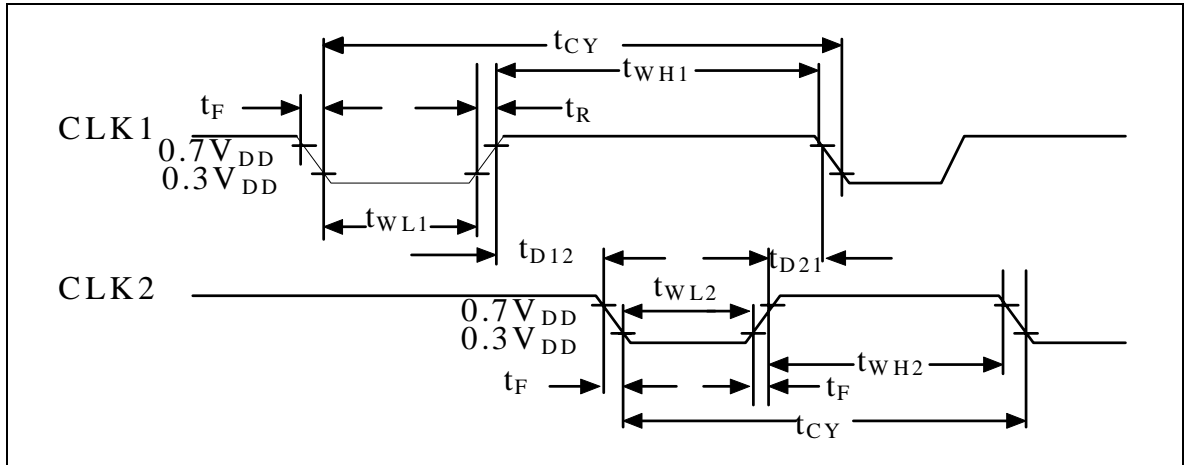 tCY
tWH1
tF
tR
CLK1
0.7VDD
0.3VDD
tWL1
tD12
tD21
CLK2
tWL2
0.7VDD
0.3VDD
tWH2
tF
tF
tCY